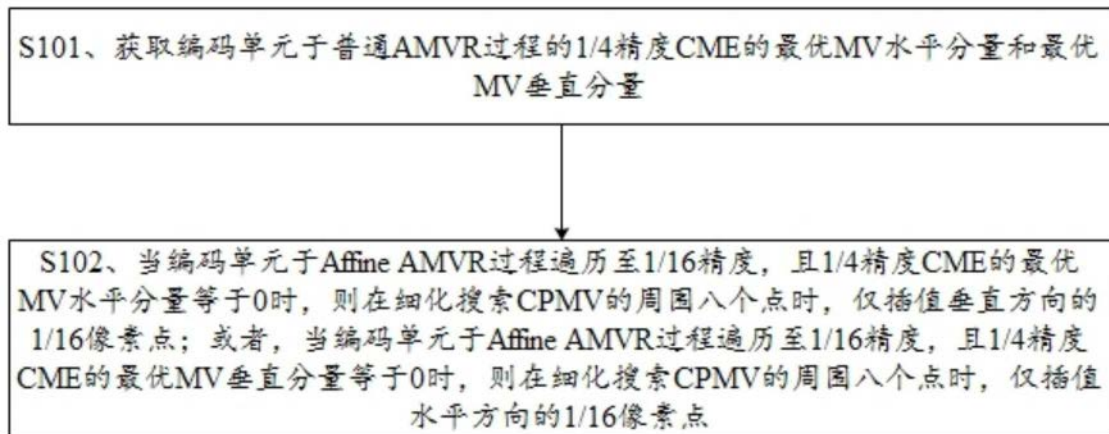 S101、获取编码单元于普通AMVR过程的1/4精度CME的最优MV水平分量和最优
MV垂直分量
S102、当编码单元于Affine AMVR过程遍历至1/16精度，且1/4精度CME的最优
MV水平分量等于0时，则在细化搜索CPMV的周围八个点时，仅插值垂直方向的
1/16像素点；或者，当编码单元于Affine AMVR过程遍历至1/16精度，且1/4精度
CME的最优MV垂直分量等于0时，则在细化搜索CPMV的周围八个点时，仅插值
水平方向的1/16像素点